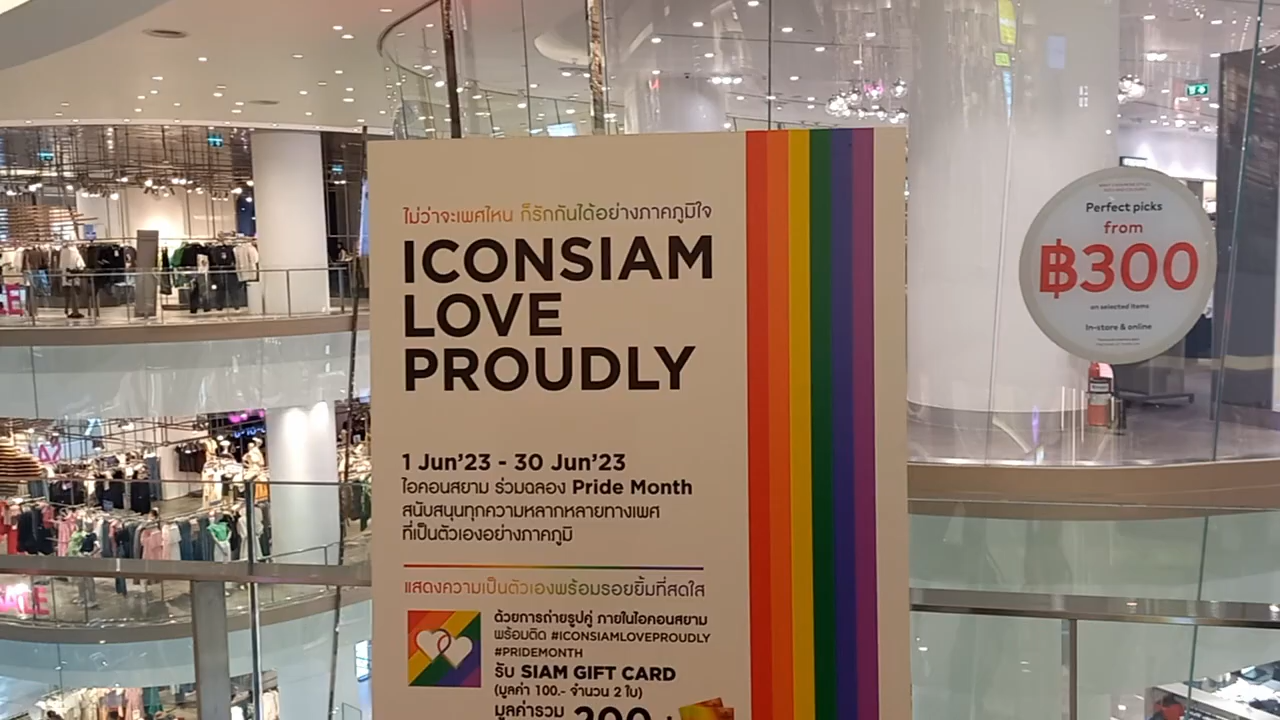 ไม่ว่าจะเพศไหน ก็รักกันได้อย่างภาคภูมิใจ
ICONSIAM
LOVE
PROUDLY
1 Jun'23 - 30 Jun'23
ไอคอนสยาม ร่วมฉลอง Pride Month
สนับสนุนทุกความหลากหลายทางเพศ
ที่เป็นตัวเองอย่างภาคภูมิ
แสดงความเป็นตัวเองพร้อมรอยยิ้มที่สดใส
ด้วยการถ่ายรูปคู่ ภายในไอคอนสยาม
พร้อมติด #ICONSIAMLOVEPROUDLY
#PRIDEMONTH
รับ SIAM GIFT CARD
(มูลค่า 100.- จำนวน 2 ใบ)
มูลค่ารวม 200
Perfect picks
from
฿300
on selected items
In-store & online